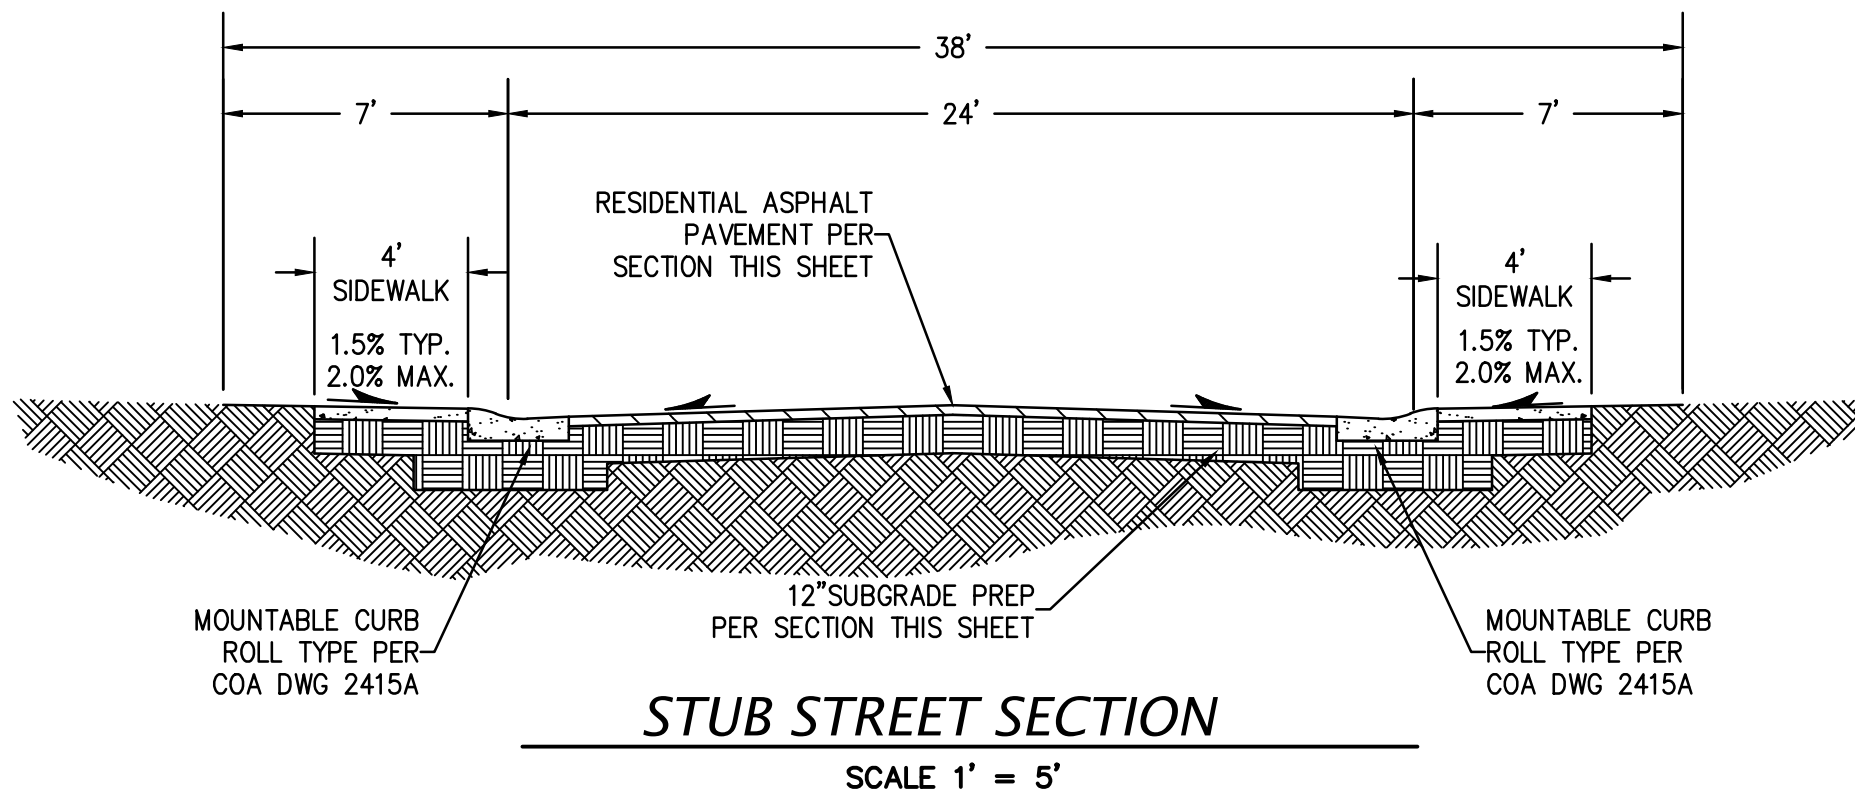 38'
7'
24'
7'
RESIDENTIAL ASPHALT
PAVEMENT PER
SECTION THIS SHEET
4'
SIDEWALK
1.5% TYP.
2.0% MAX.
4'
SIDEWALK
1.5% TYP.
2.0% MAX.
MOUNTABLE CURB
ROLL TYPE PER
COA DWG 2415A
12"SUBGRADE PREP
PER SECTION THIS SHEET
MOUNTABLE CURB
ROLL TYPE PER
COA DWG 2415A
STUB STREET SECTION
SCALE 1' = 5'